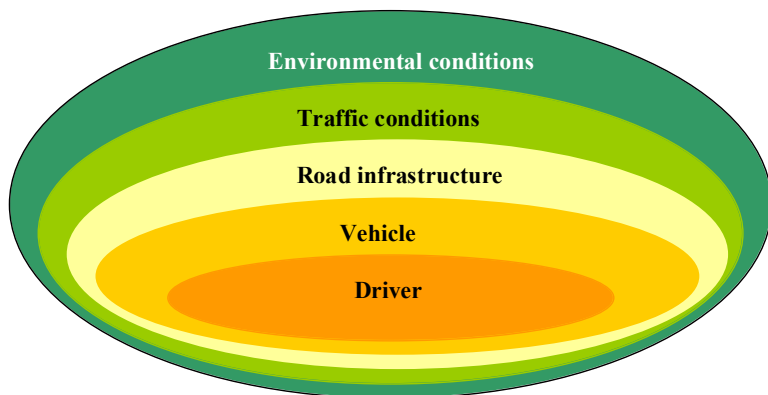 Environmental conditions
Traffic conditions
Road infrastructure
Vehicle
Driver